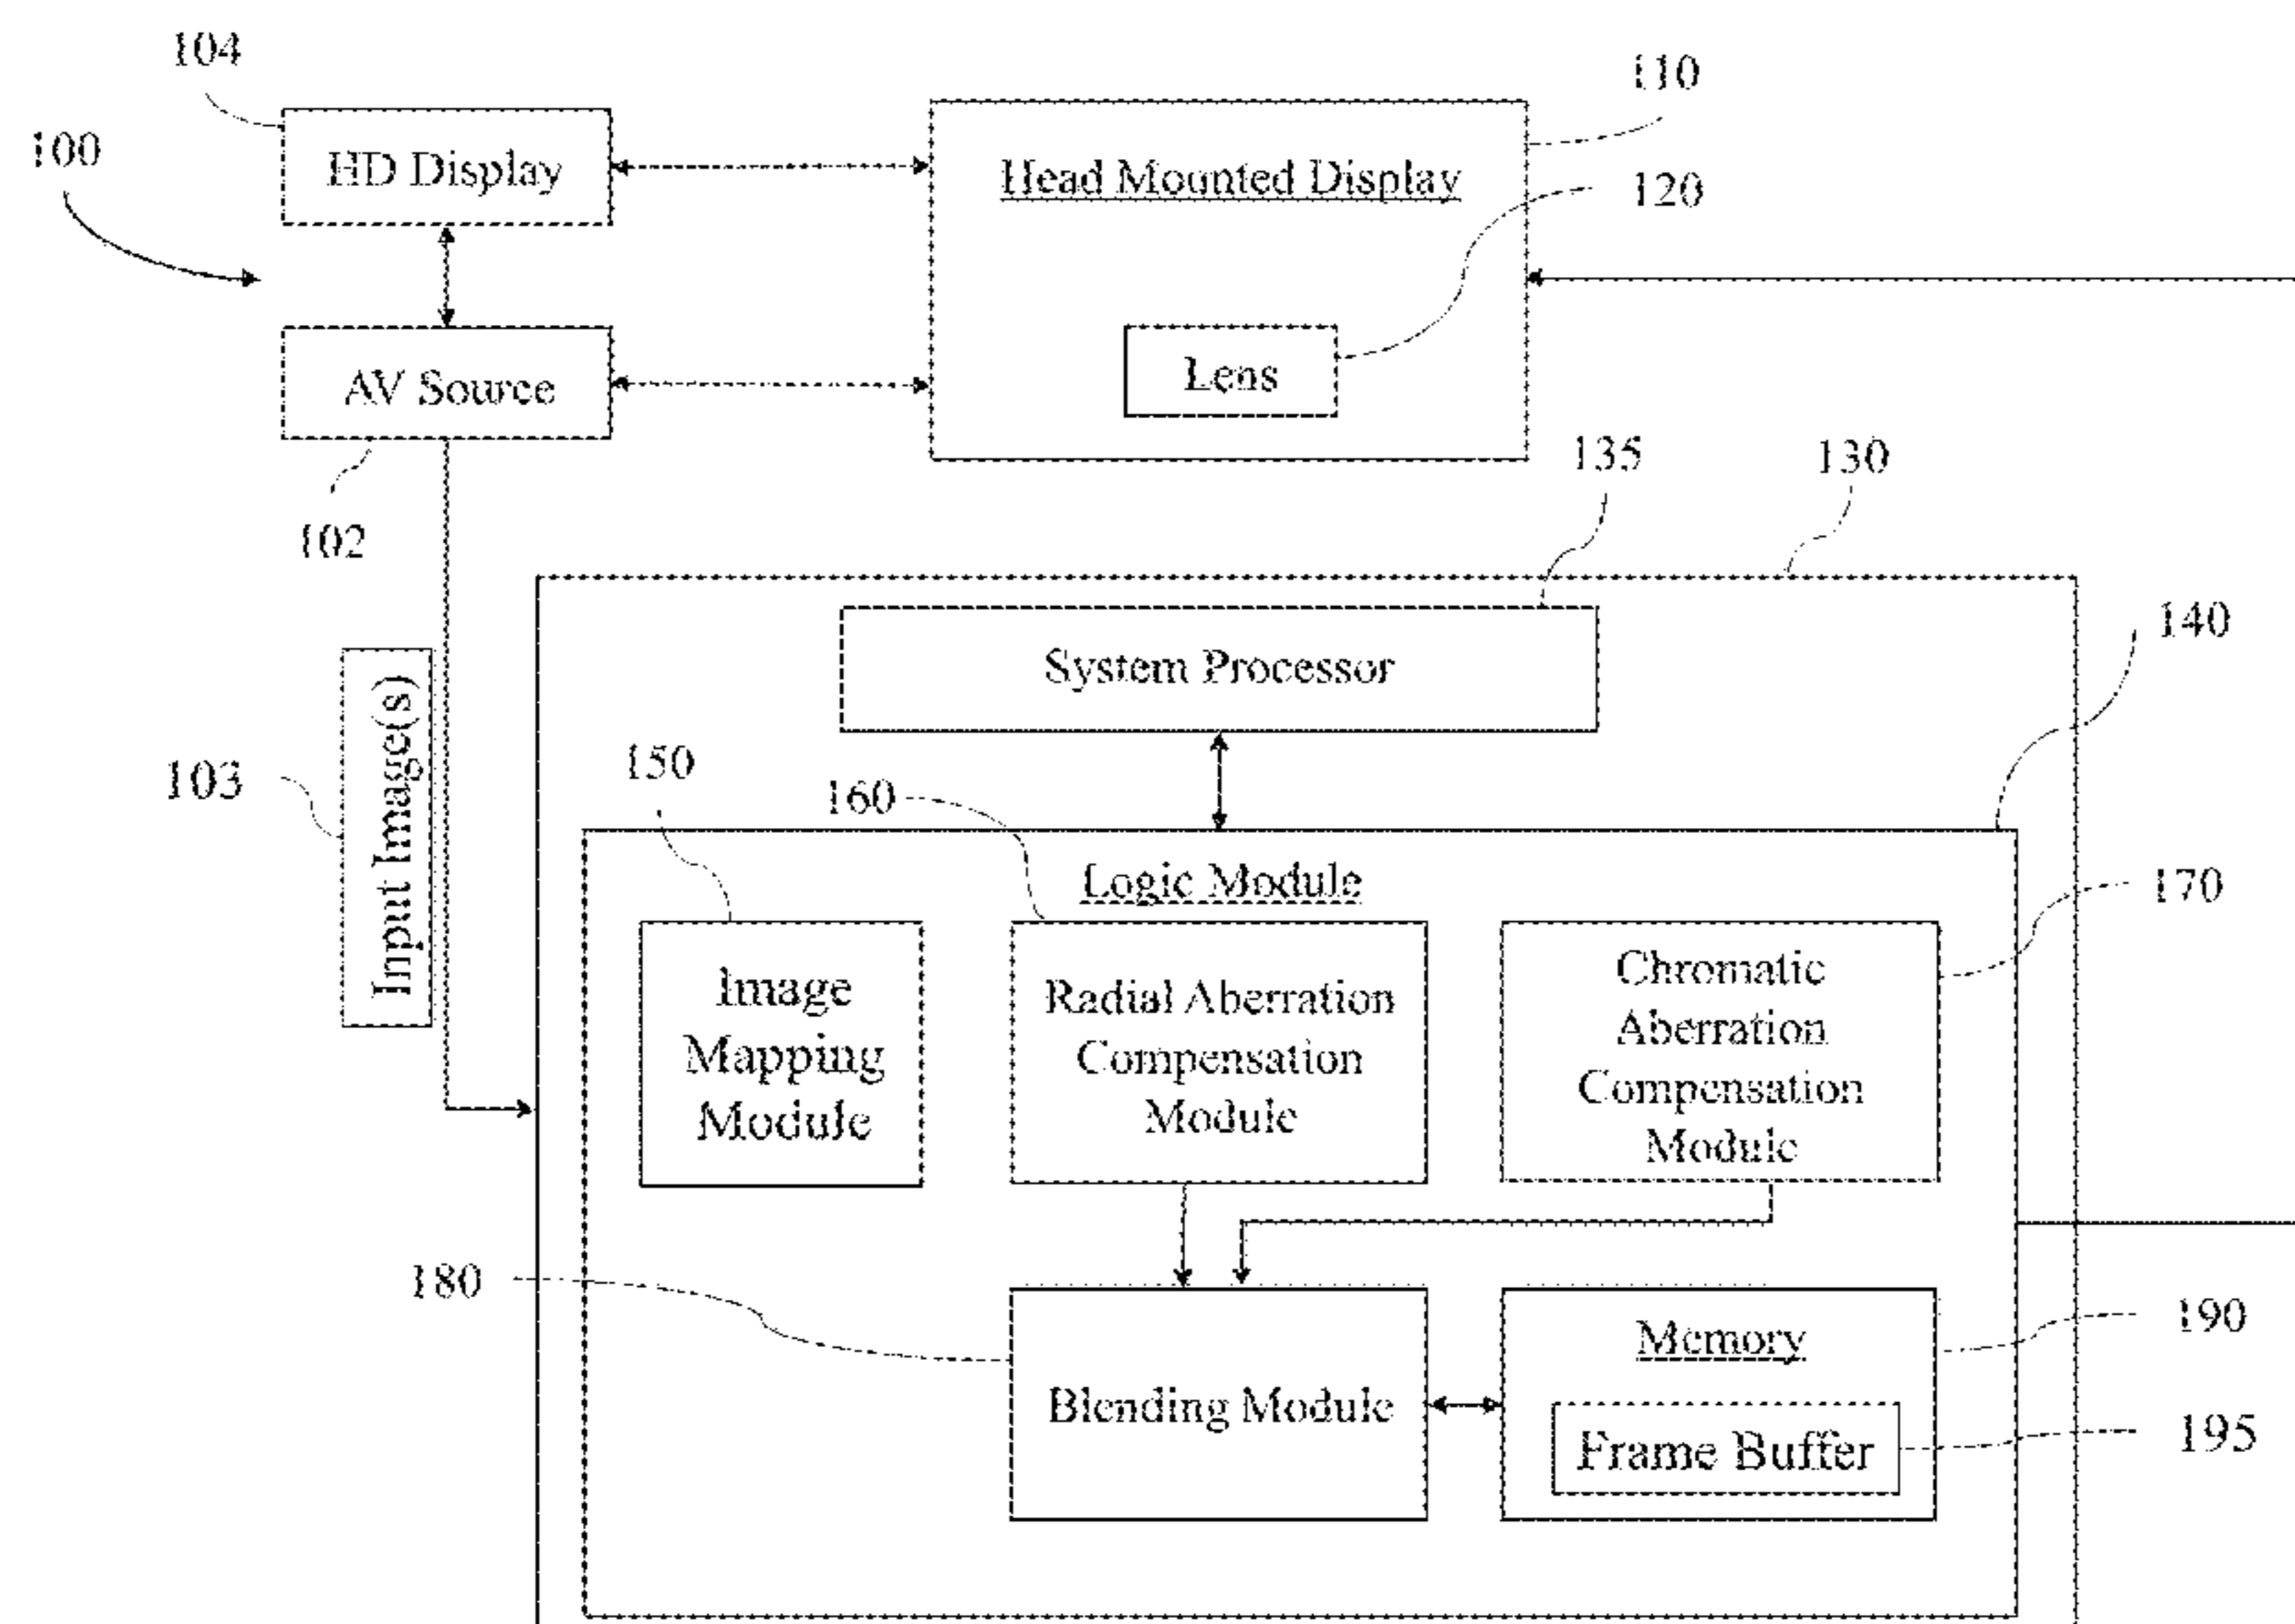 104
110
100
HD Display
Head Mounted Display
120
AV Source
Lens
135
130
102
140
System Processor
Input Image(s)
103
150
160
Logic Module
170
Image
Mapping
Module
Radial Aberration
Compensation
Module
Chromatic
Aberration
Compensation
Module
180
190
Memory
Blending Module
Frame Buffer
195